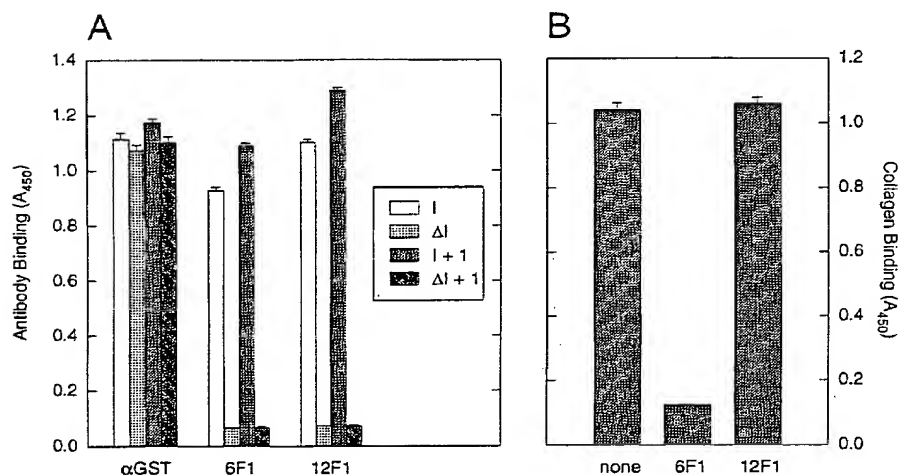 A
Antibody Binding (A450)
1.4
1.2
1.0
0.8
0.6
0.4
0.2
0.0
I
ΔI
I + 1
ΔI + 1
αGST 6F1 12F1
B
1.2
1.0
0.8
0.6
0.4
0.2
0.0
Collagen Binding (A450)
none 6F1 12F1